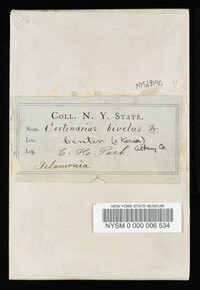 NYSf8190
COLL. N. Y. STATE.
Nom. Cortinarius bivelus Fr.
Loc. Center (= Karner) Albany Co.
Leg. C. H. Peck.
Telamonia
NEW YORK STATE MUSEUM
NYSM 0 000 006 534